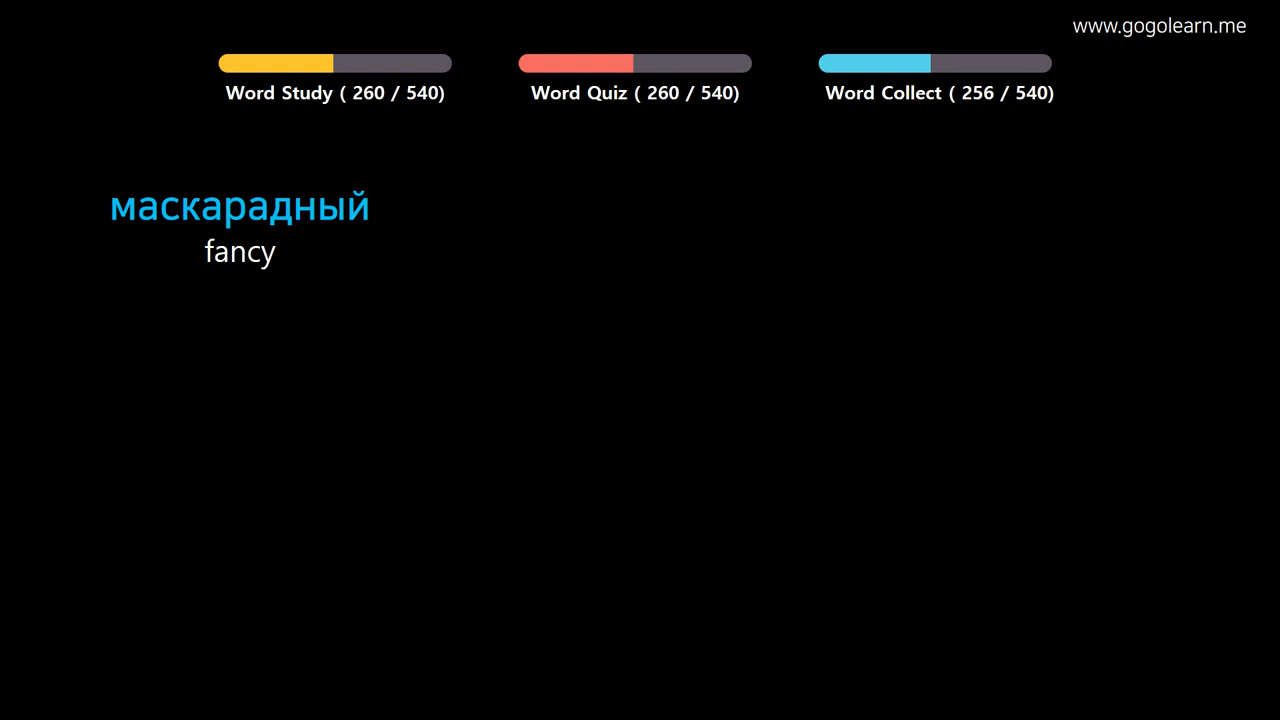 www.gogolearn.me
Word Study ( 260 / 540)
Word Quiz ( 260 / 540)
Word Collect ( 256 / 540)
маскарадный
fancy